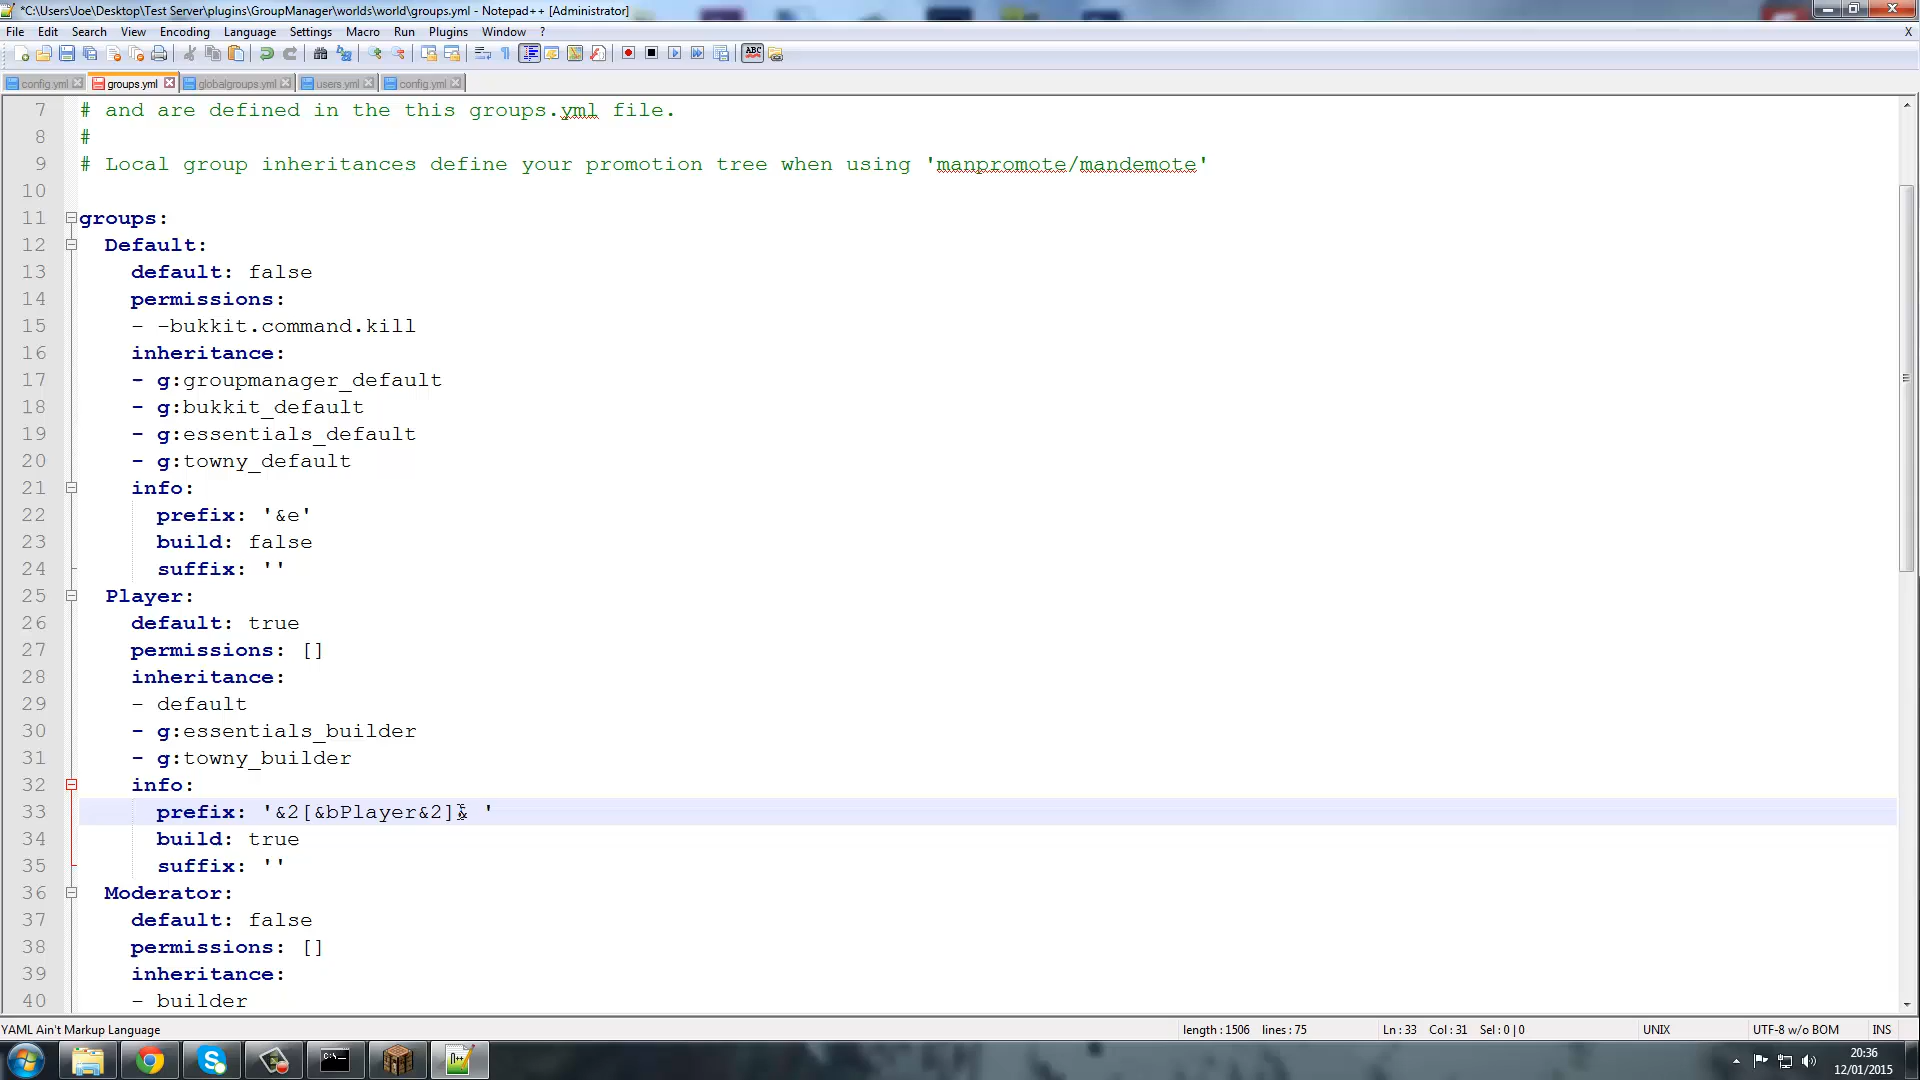 *C:\Users\Joe\Desktop\Test Server\plugins\GroupManager\worlds\world\groups.yml - Notepad++ [Administrator]
File Edit Search View Encoding Language Settings Macro Run Plugins Window ? X
ABC
config.yml groups.yml globalgroups.yml users.yml config.yml
7 # and are defined in the this groups.yml file.
8 #
9 # Local group inheritances define your promotion tree when using 'manpromote/mandemote'
10
11 groups:
12 Default:
13 default: false
14 permissions:
15 - -bukkit.command.kill
16 inheritance:
17 - g:groupmanager_default
18 - g:bukkit_default
19 - g:essentials_default
20 - g:towny_default
21 info:
22 prefix: '&e'
23 build: false
24 suffix: ''
25 Player:
26 default: true
27 permissions: []
28 inheritance:
29 - default
30 - g:essentials_builder
31 - g:towny_builder
32 info:
33 prefix: '&2[&bPlayer&2]& '
34 build: true
35 suffix: ''
36 Moderator:
37 default: false
38 permissions: []
39 inheritance:
40 - builder
YAML Ain't Markup Language length : 1506 lines : 75 Ln : 33 Col : 31 Sel : 0 | 0 UNIX UTF-8 w/o BOM INS
20:36
12/01/2015